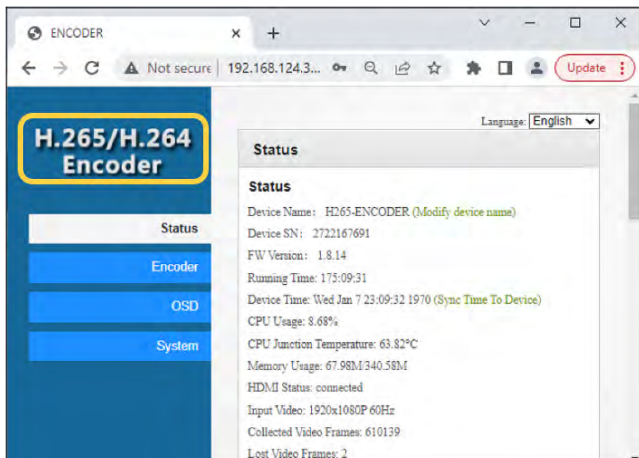 ENCODER
Not secure
192.168.124.3...
Update
H.265/H.264
Encoder
Status
Encoder
OSD
System
Language: English
Status
Status
Device Name: H265-ENCODER (Modify device name)
Device SN: 2722167691
FW Version: 1.8.14
Running Time: 175:09:31
Device Time: Wed Jan 7 23:09:32 1970 (Sync Time To Device)
CPU Usage: 8.68%
CPU Junction Temperature: 63.82°C
Memory Usage: 67.98M/340.58M
HDMI Status: connected
Input Video: 1920x1080P 60Hz
Collected Video Frames: 610139
Lost Video Frames: 2